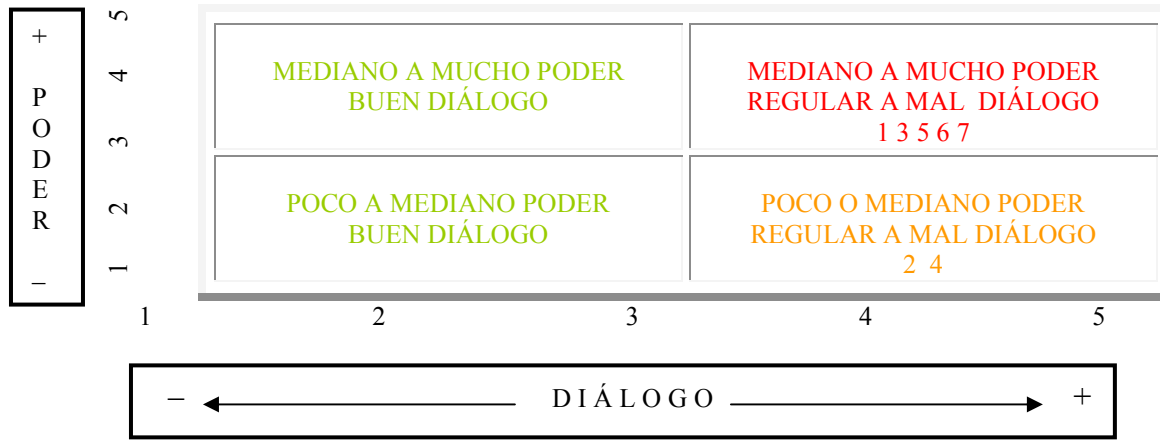 +
P
O
D
E
R
–
5
4
3
2
1
MEDIANO A MUCHO PODER
BUEN DIÁLOGO
MEDIANO A MUCHO PODER
REGULAR A MAL DIÁLOGO
1 3 5 6 7
POCO A MEDIANO PODER
BUEN DIÁLOGO
POCO O MEDIANO PODER
REGULAR A MAL DIÁLOGO
2 4
1 2 3 4 5
– D I Á L O G O +